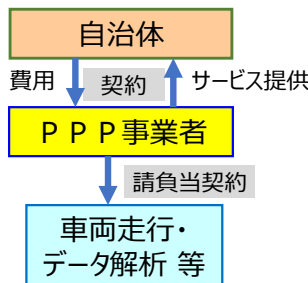 自治体
費用
契約
サービス提供
ＰＰＰ事業者
請負当契約
車両走行・
データ解析 等